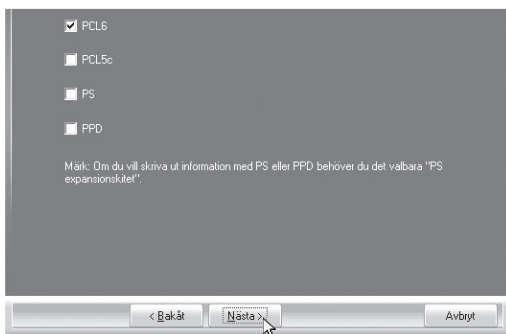 PCL6
PCL5c
PS
PPD
Märk: Om du vill skriva ut information med PS eller PPD behöver du det valbara "PS
expansionskitet".
< Bakåt
Nästa >
Avbryt